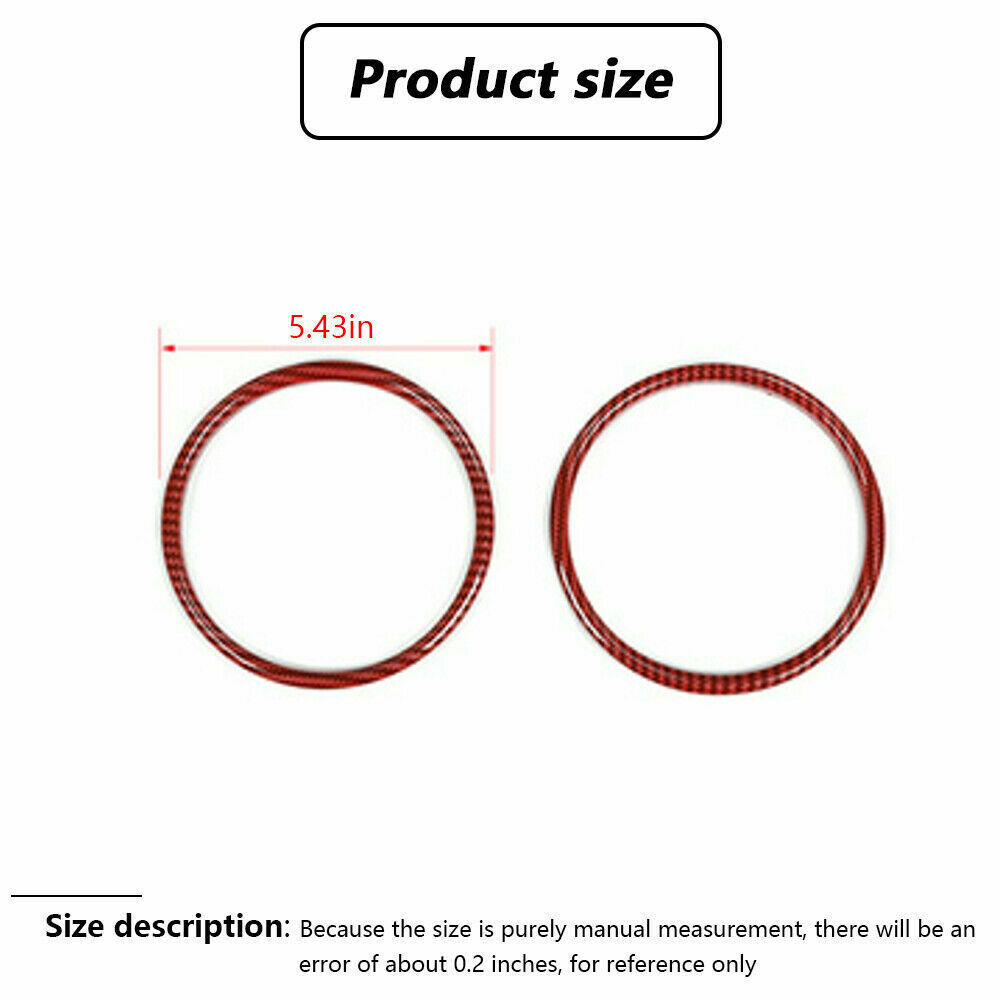 Product size
5.43in
Size description: Because the size is purely manual measurement, there will be an
error of about 0.2 inches, for reference only